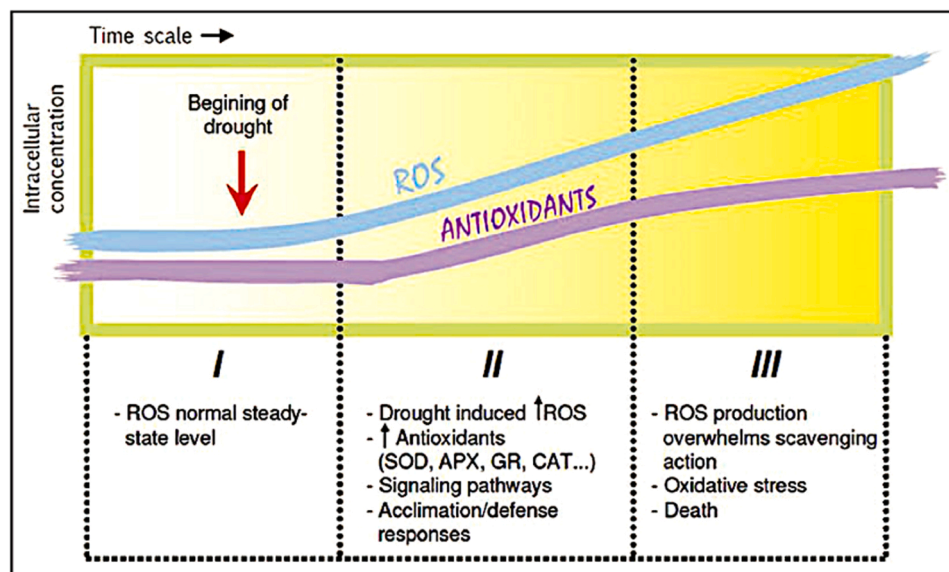 Time scale →
Intracellular
concentration
Begining of
drought
ROS
ANTIOXIDANTS
I
- ROS normal steady-
state level
II
- Drought induced ↑ROS
- ↑ Antioxidants
(SOD, APX, GR, CAT...)
- Signaling pathways
- Acclimation/defense
responses
III
- ROS production
overwhelms scavenging
action
- Oxidative stress
- Death